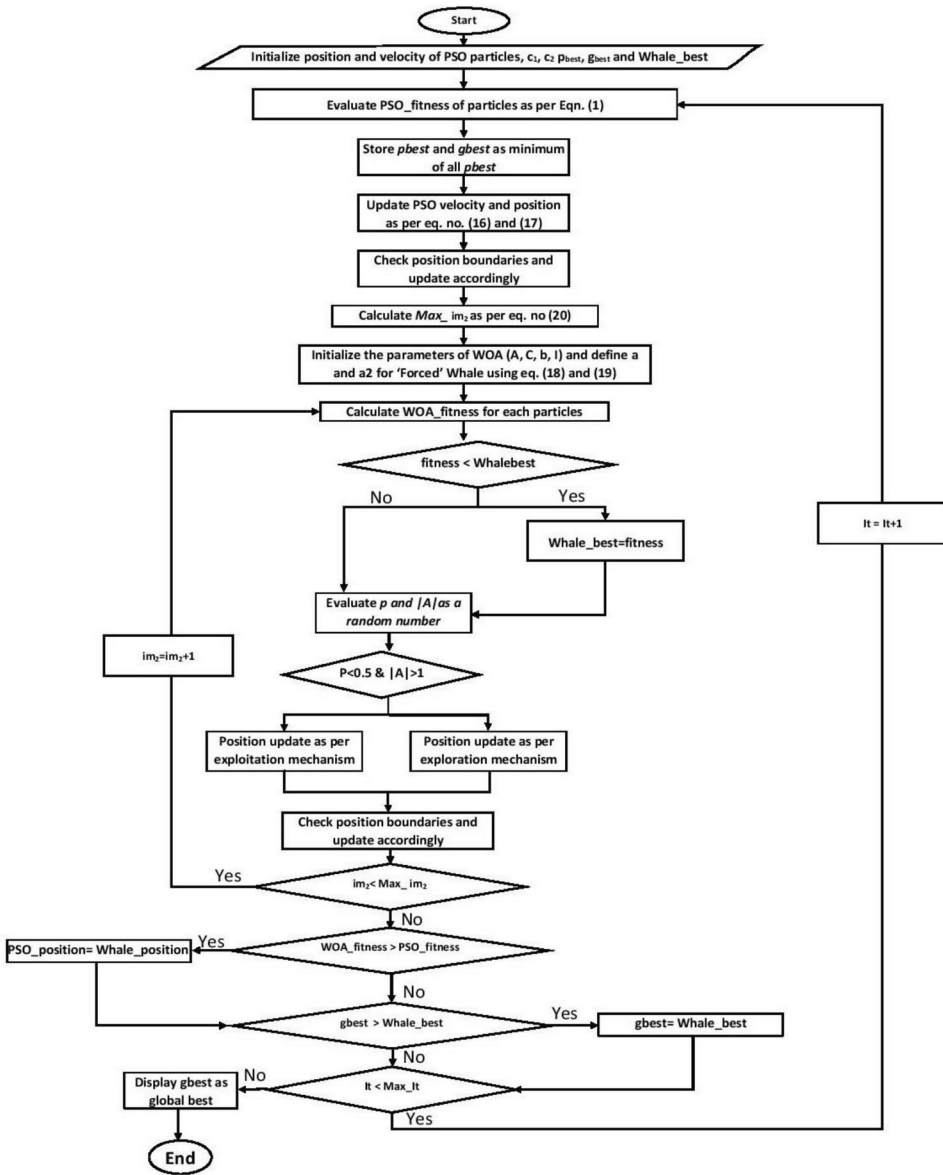 Start
Initialize position and velocity of PSO particles, c₁, c₂ pbest, gbest and Whale_best
Evaluate PSO_fitness of particles as per Eqn. (1)
Store pbest and gbest as minimum
of all pbest
Update PSO velocity and position
as per eq. no. (16) and (17)
Check position boundaries and
update accordingly
Calculate Max_ im₂ as per eq. no (20)
Initialize the parameters of WOA (A, C, b, I) and define a
and a2 for ‘Forced’ Whale using eq. (18) and (19)
Calculate WOA_fitness for each particles
fitness < Whalebest
No
Yes
Whale_best=fitness
It = It+1
Evaluate p and |A|as a
random number
im₂=im₂+1
P<0.5 & |A|>1
Position update as per
exploitation mechanism
Position update as per
exploration mechanism
Check position boundaries and
update accordingly
Yes
im₂< Max_ im₂
No
PSO_position= Whale_position
Yes
WOA_fitness > PSO_fitness
No
gbest > Whale_best
Yes
gbest= Whale_best
No
Display gbest as
global best
No
It < Max_It
Yes
End